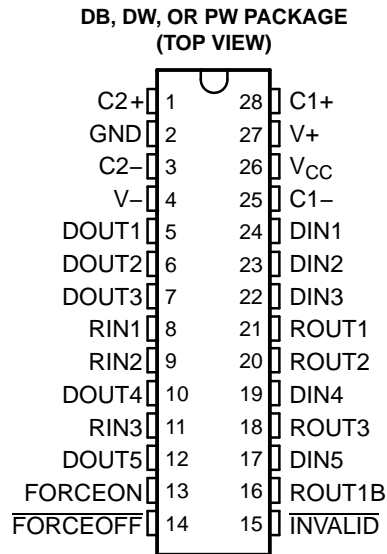 DB, DW, OR PW PACKAGE
(TOP VIEW)
C2+ 1 28 C1+
GND 2 27 V+
C2− 3 26 VCC
V− 4 25 C1−
DOUT1 5 24 DIN1
DOUT2 6 23 DIN2
DOUT3 7 22 DIN3
RIN1 8 21 ROUT1
RIN2 9 20 ROUT2
DOUT4 10 19 DIN4
RIN3 11 18 ROUT3
DOUT5 12 17 DIN5
FORCEON 13 16 ROUT1B
FORCEOFF 14 15 INVALID